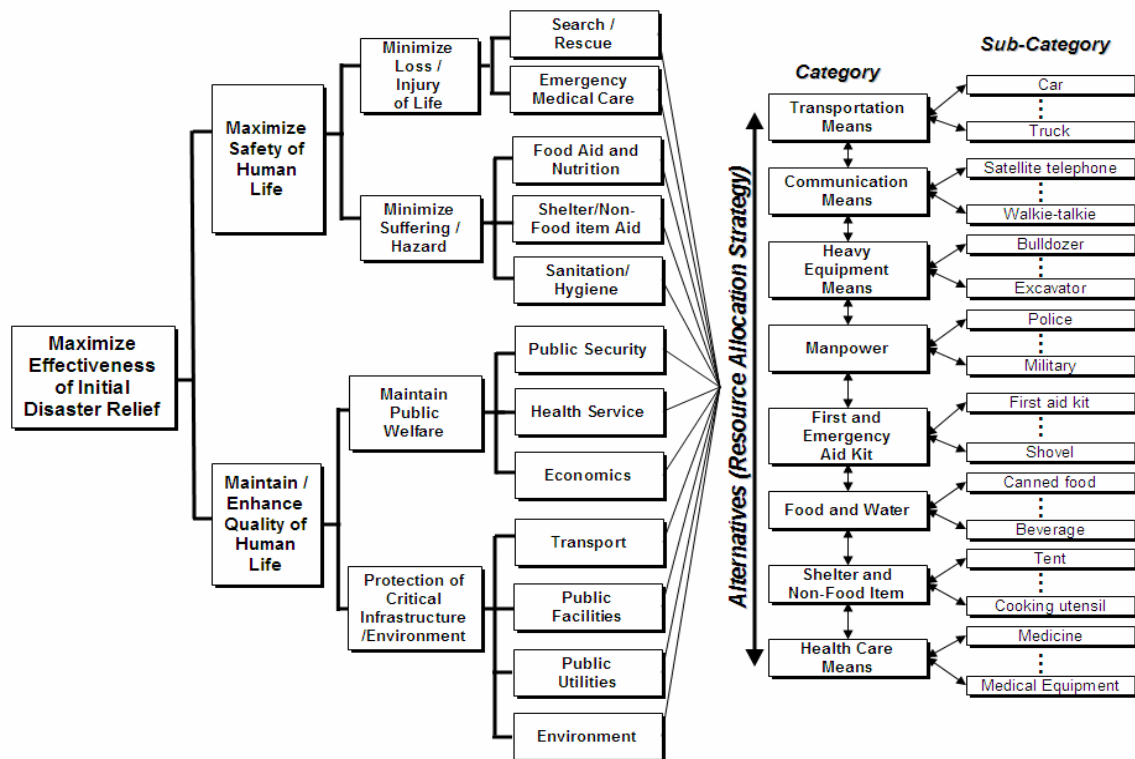 Maximize
Effectiveness
of Initial
Disaster Relief
Maximize
Safety of
Human
Life
Maintain /
Enhance
Quality of
Human
Life
Minimize
Loss /
Injury
of Life
Minimize
Suffering /
Hazard
Maintain
Public
Welfare
Protection of
Critical
Infrastructure
/Environment
Search /
Rescue
Emergency
Medical Care
Food Aid and
Nutrition
Shelter/Non-
Food item Aid
Sanitation/
Hygiene
Public Security
Health Service
Economics
Transport
Public
Facilities
Public
Utilities
Environment
Alternatives (Resource Allocation Strategy)
Category
Transportation
Means
Communication
Means
Heavy
Equipment
Means
Manpower
First and
Emergency
Aid Kit
Food and Water
Shelter and
Non-Food Item
Health Care
Means
Sub-Category
Car
Truck
Satellite telephone
Walkie-talkie
Bulldozer
Excavator
Police
Military
First aid kit
Shovel
Canned food
Beverage
Tent
Cooking utensil
Medicine
Medical Equipment